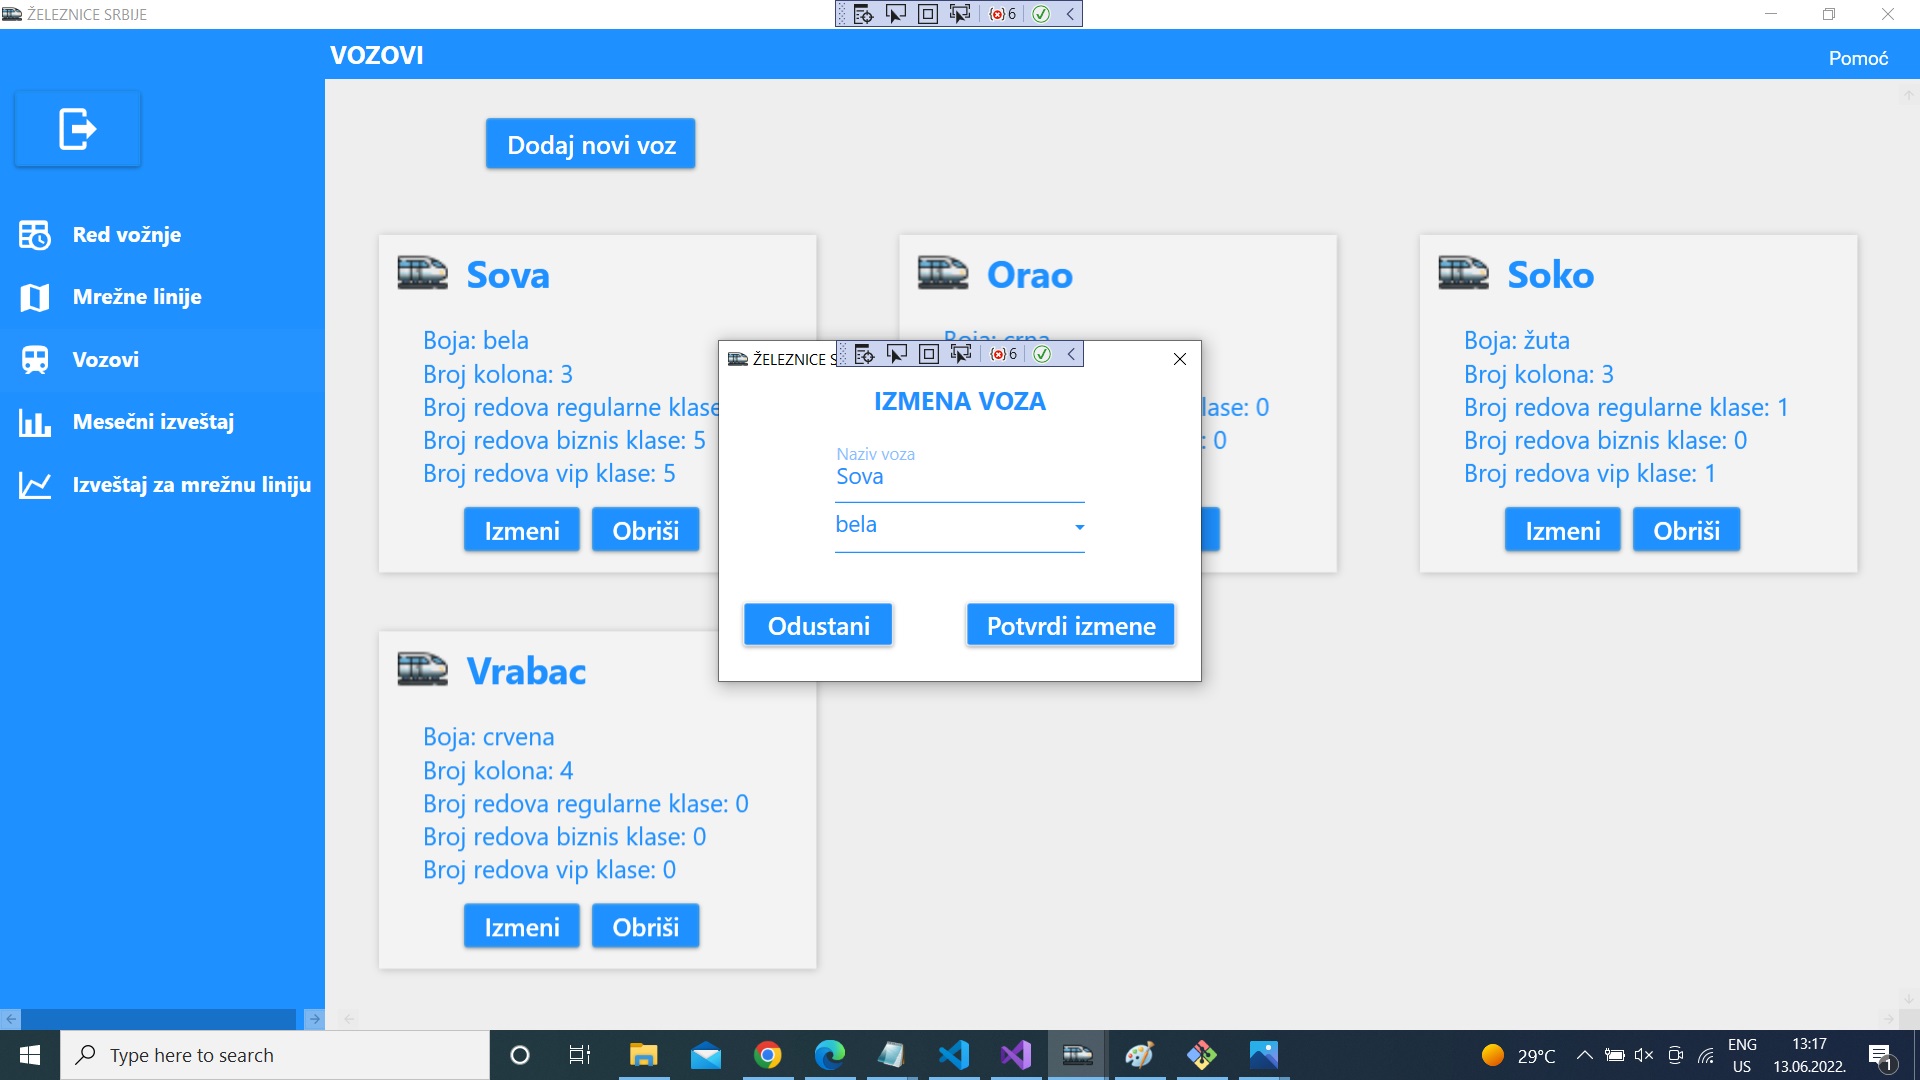 ŽELEZNICE SRBIJE
6
VOZOVI
Pomoć
Dodaj novi voz
Red vožnje
Mrežne linije
Vozovi
Mesečni izveštaj
Izveštaj za mrežnu liniju
Sova
Boja: bela
Broj kolona: 3
Broj redova regularne klase
Broj redova biznis klase: 5
Broj redova vip klase: 5
Izmeni
Obriši
Orao
Boja: crna
lase: 0
: 0
Soko
Boja: žuta
Broj kolona: 3
Broj redova regularne klase: 1
Broj redova biznis klase: 0
Broj redova vip klase: 1
Izmeni
Obriši
ŽELEZNICE S
6
IZMENA VOZA
Naziv voza
Sova
bela
Odustani
Potvrdi izmene
Vrabac
Boja: crvena
Broj kolona: 4
Broj redova regularne klase: 0
Broj redova biznis klase: 0
Broj redova vip klase: 0
Izmeni
Obriši
Type here to search
29°C
ENG
US
13:17
13.06.2022.
1